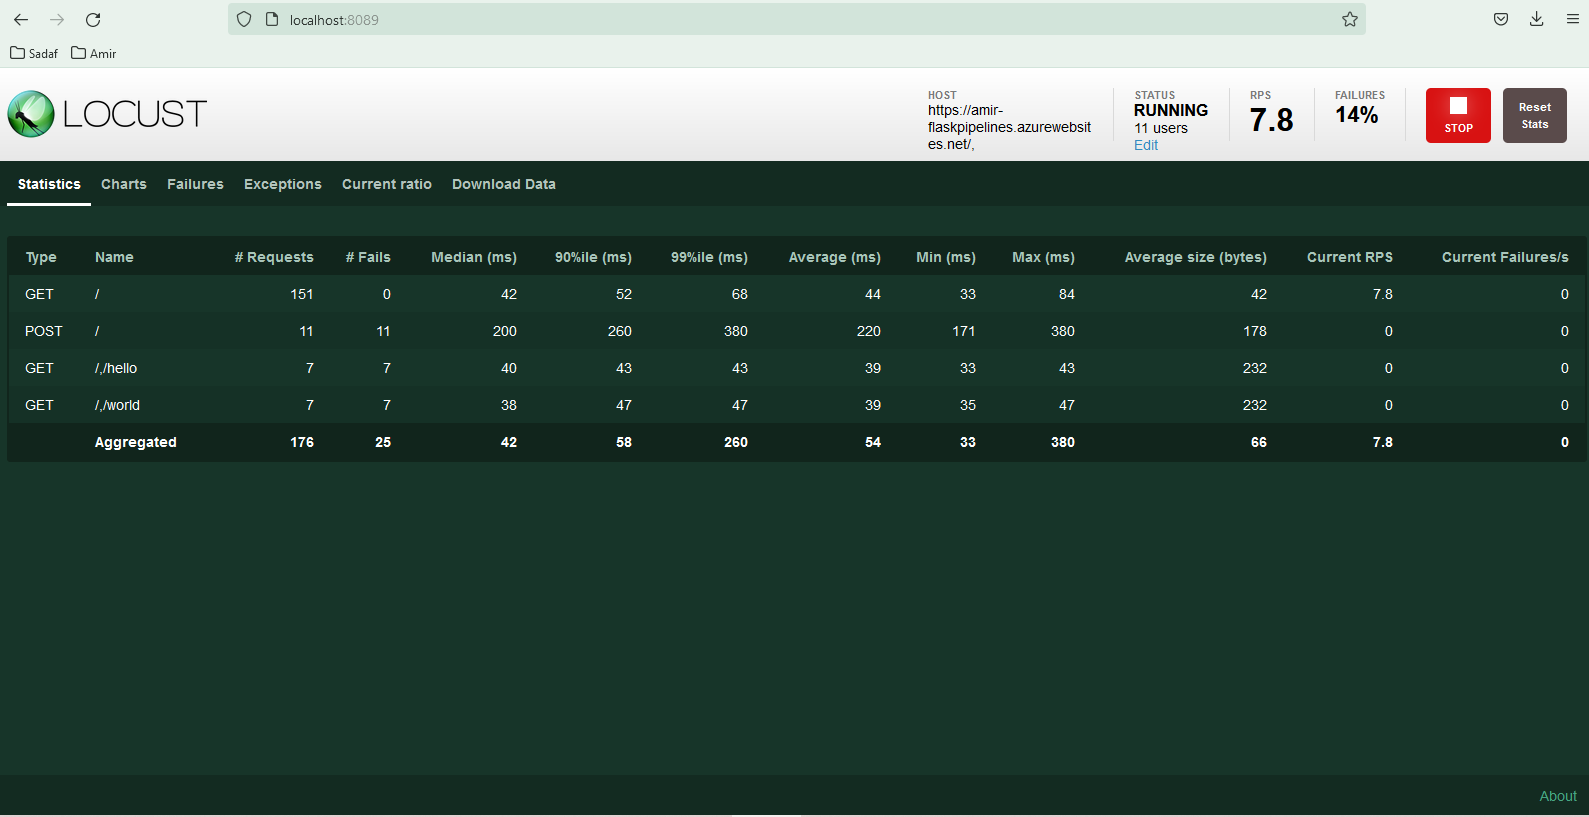 localhost:8089
Sadaf Amir
LOCUST
HOST
https://amir-
flaskpipelines.azurewebsit
es.net/,
STATUS
RUNNING
11 users
Edit
RPS
7.8
FAILURES
14%
STOP
Reset
Stats
Statistics Charts Failures Exceptions Current ratio Download Data
Type Name # Requests # Fails Median (ms) 90%ile (ms) 99%ile (ms) Average (ms) Min (ms) Max (ms) Average size (bytes) Current RPS Current Failures/s
GET / 151 0 42 52 68 44 33 84 42 7.8 0
POST / 11 11 200 260 380 220 171 380 178 0 0
GET /,/hello 7 7 40 43 43 39 33 43 232 0 0
GET /,/world 7 7 38 47 47 39 35 47 232 0 0
Aggregated 176 25 42 58 260 54 33 380 66 7.8 0
About